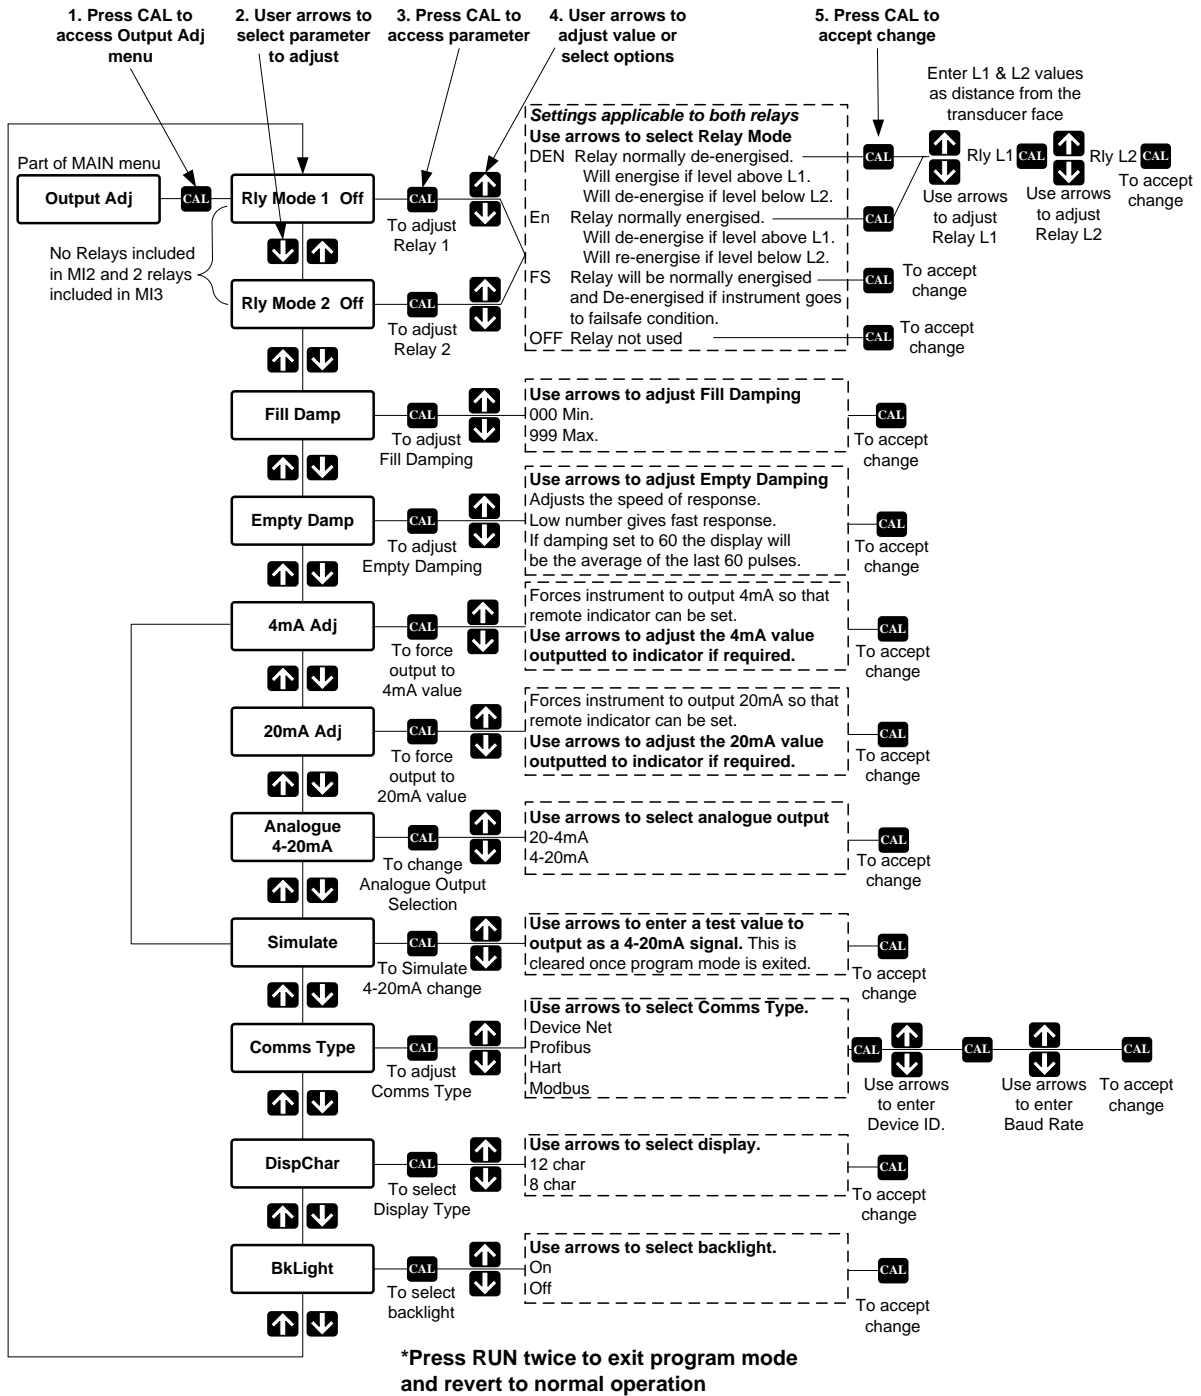 1. Press CAL to
access Output Adj
menu
2. User arrows to
select parameter
to adjust
3. Press CAL to
access parameter
4. User arrows to
adjust value or
select options
5. Press CAL to
accept change
Enter L1 & L2 values
as distance from the
transducer face
Part of MAIN menu
Output Adj
CAL
Rly Mode 1 Off
CAL
To adjust
Relay 1
No Relays included
in MI2 and 2 relays
included in MI3
Rly Mode 2 Off
CAL
To adjust
Relay 2
Settings applicable to both relays
Use arrows to select Relay Mode
DEN Relay normally de-energised.
Will energise if level above L1.
Will de-energise if level below L2.
En Relay normally energised.
Will de-energise if level above L1.
Will re-energise if level below L2.
FS Relay will be normally energised
and De-energised if instrument goes
to failsafe condition.
OFF Relay not used
CAL
CAL
Rly L1
CAL
Rly L2
CAL
Use arrows
to adjust
Relay L1
Use arrows
to adjust
Relay L2
To accept
change
CAL
To accept
change
CAL
To accept
change
Fill Damp
CAL
To adjust
Fill Damping
Use arrows to adjust Fill Damping
000 Min.
999 Max.
CAL
To accept
change
Empty Damp
CAL
To adjust
Empty Damping
Use arrows to adjust Empty Damping
Adjusts the speed of response.
Low number gives fast response.
If damping set to 60 the display will
be the average of the last 60 pulses.
CAL
To accept
change
4mA Adj
CAL
To force
output to
4mA value
Forces instrument to output 4mA so that
remote indicator can be set.
Use arrows to adjust the 4mA value
outputted to indicator if required.
CAL
To accept
change
20mA Adj
CAL
To force
output to
20mA value
Forces instrument to output 20mA so that
remote indicator can be set.
Use arrows to adjust the 20mA value
outputted to indicator if required.
CAL
To accept
change
Analogue
4-20mA
CAL
To change
Analogue Output
Selection
Use arrows to select analogue output
20-4mA
4-20mA
CAL
To accept
change
Simulate
CAL
To Simulate
4-20mA change
Use arrows to enter a test value to
output as a 4-20mA signal. This is
cleared once program mode is exited.
CAL
To accept
change
Comms Type
CAL
To adjust
Comms Type
Use arrows to select Comms Type.
Device Net
Profibus
Hart
Modbus
CAL
Use arrows
to enter
Device ID.
CAL
Use arrows
to enter
Baud Rate
CAL
To accept
change
DispChar
CAL
To select
Display Type
Use arrows to select display.
12 char
8 char
CAL
To accept
change
BkLight
CAL
To select
backlight
Use arrows to select backlight.
On
Off
CAL
To accept
change
*Press RUN twice to exit program mode
and revert to normal operation